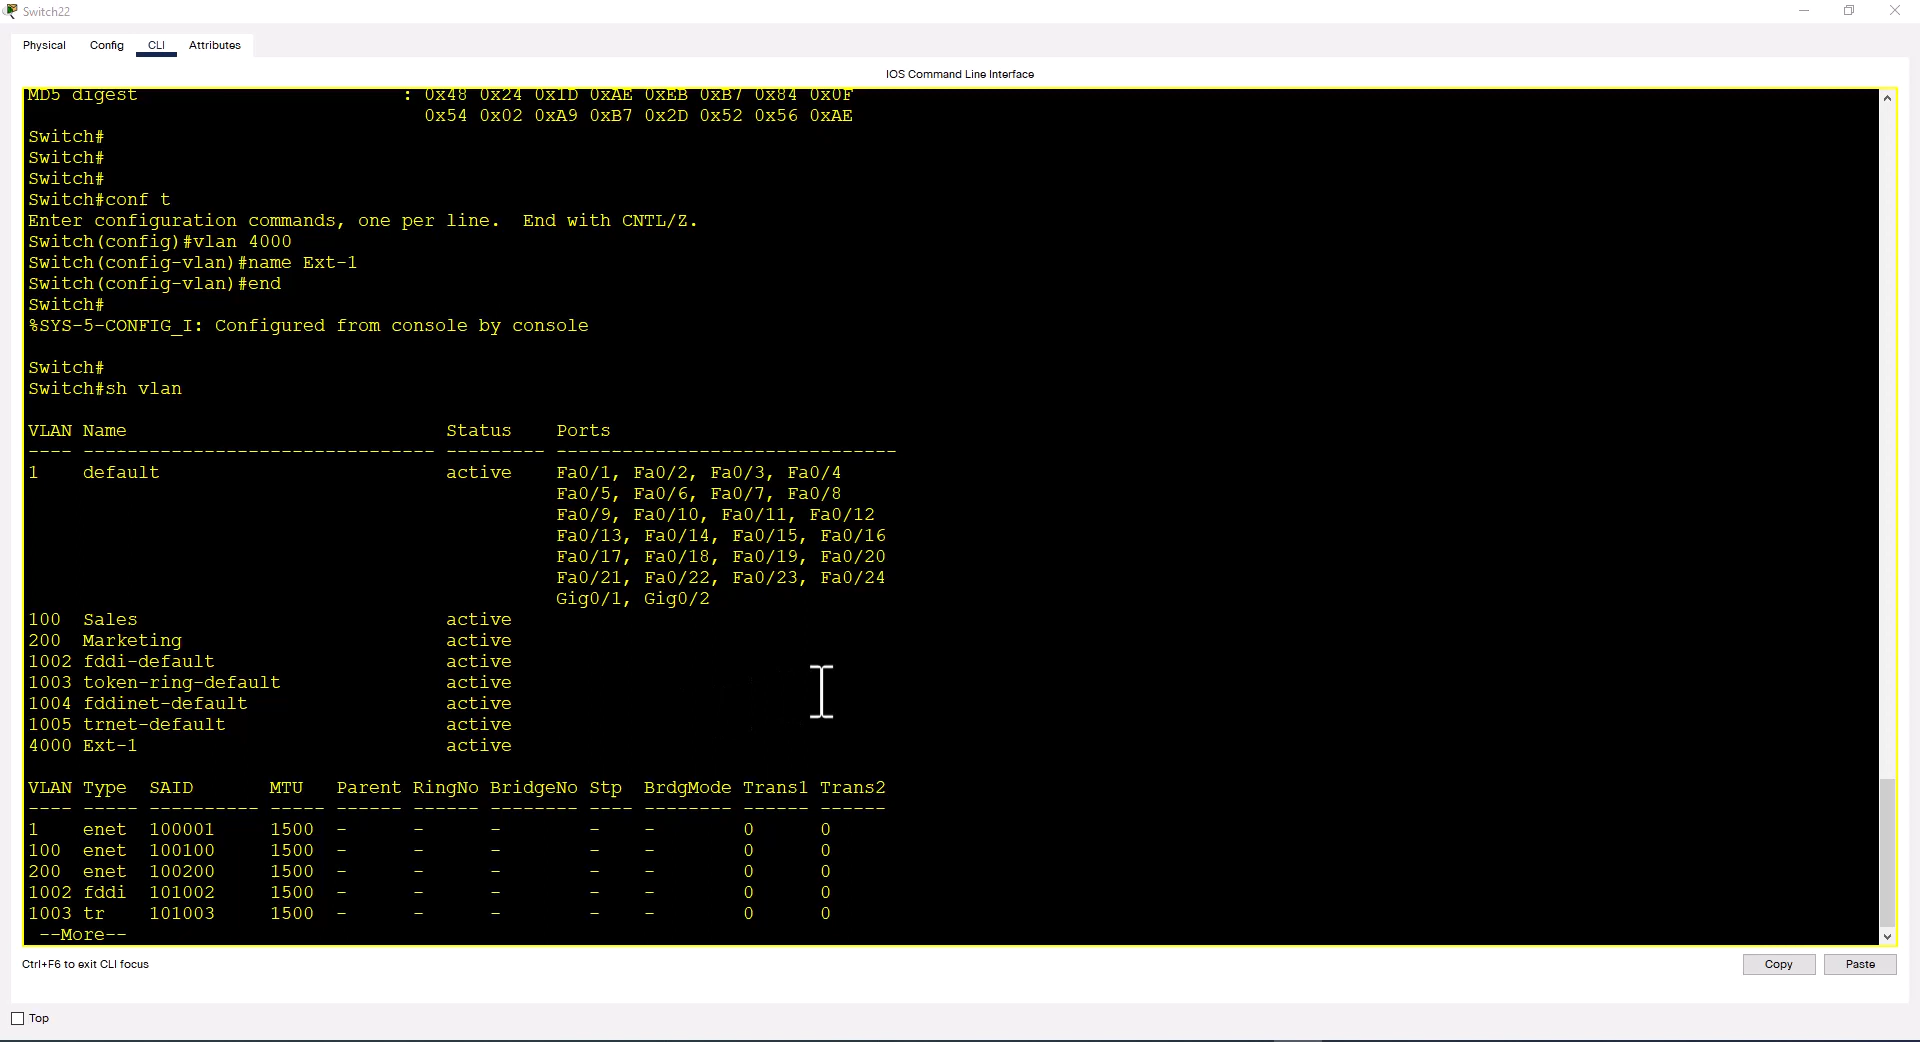 Switch22
Physical Config CLI Attributes
IOS Command Line Interface
MD5 digest : 0x48 0x24 0x1D 0xAE 0xEB 0xB7 0x84 0x0F
0x54 0x02 0xA9 0xB7 0x2D 0x52 0x56 0xAE
Switch#
Switch#
Switch#
Switch#conf t
Enter configuration commands, one per line. End with CNTL/Z.
Switch(config)#vlan 4000
Switch(config-vlan)#name Ext-1
Switch(config-vlan)#end
Switch#
%SYS-5-CONFIG_I: Configured from console by console
Switch#
Switch#sh vlan
VLAN Name Status Ports
---- -------------------------------- --------- -------------------------------
1 default active Fa0/1, Fa0/2, Fa0/3, Fa0/4
Fa0/5, Fa0/6, Fa0/7, Fa0/8
Fa0/9, Fa0/10, Fa0/11, Fa0/12
Fa0/13, Fa0/14, Fa0/15, Fa0/16
Fa0/17, Fa0/18, Fa0/19, Fa0/20
Fa0/21, Fa0/22, Fa0/23, Fa0/24
Gig0/1, Gig0/2
100 Sales active
200 Marketing active
1002 fddi-default active
1003 token-ring-default active
1004 fddinet-default active
1005 trnet-default active
4000 Ext-1 active
VLAN Type SAID MTU Parent RingNo BridgeNo Stp BrdgMode Trans1 Trans2
---- ----- ---------- ----- ------ ------ -------- ---- -------- ------ ------
1 enet 100001 1500 - - - - - 0 0
100 enet 100100 1500 - - - - - 0 0
200 enet 100200 1500 - - - - - 0 0
1002 fddi 101002 1500 - - - - - 0 0
1003 tr 101003 1500 - - - - - 0 0
--More--
Ctrl+F6 to exit CLI focus
Copy Paste
Top